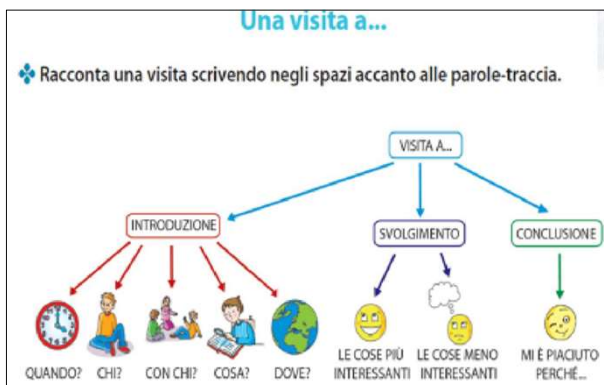 Una visita a...
Racconta una visita scrivendo negli spazi accanto alle parole-traccia.
VISITA A...
INTRODUZIONE
SVOLGIMENTO
CONCLUSIONE
QUANDO?
CHI?
CON CHI?
COSA?
DOVE?
LE COSE PIÙ
INTERESSANTI
LE COSE MENO
INTERESSANTI
MI È PIACIUTO
PERCHÉ...